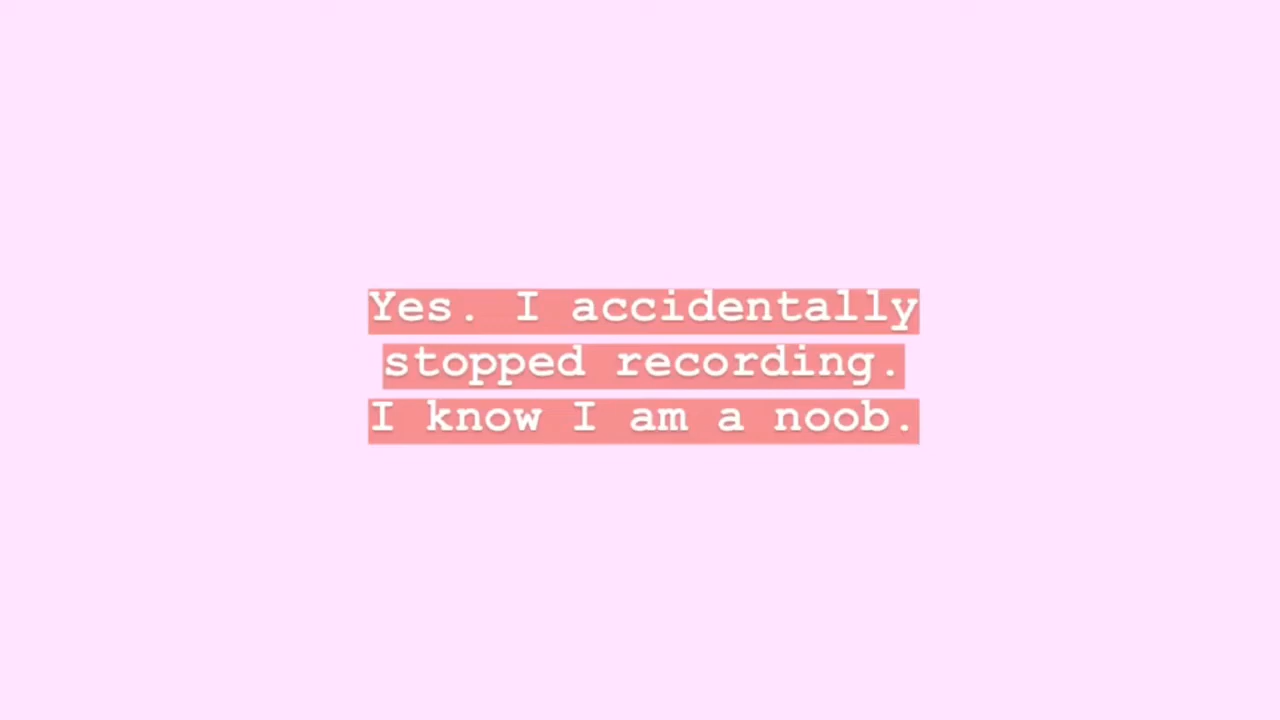 Yes. I accidentally
stopped recording.
I know I am a noob.